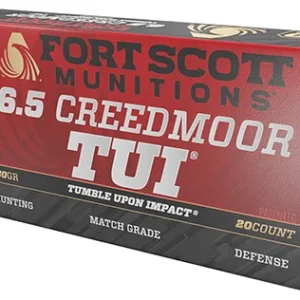 FORT SCOTT
MUNITIONS
6.5 CREEDMOOR
TUI®
TUMBLE UPON IMPACT®
20COUNT
MATCH GRADE
DEFENSE